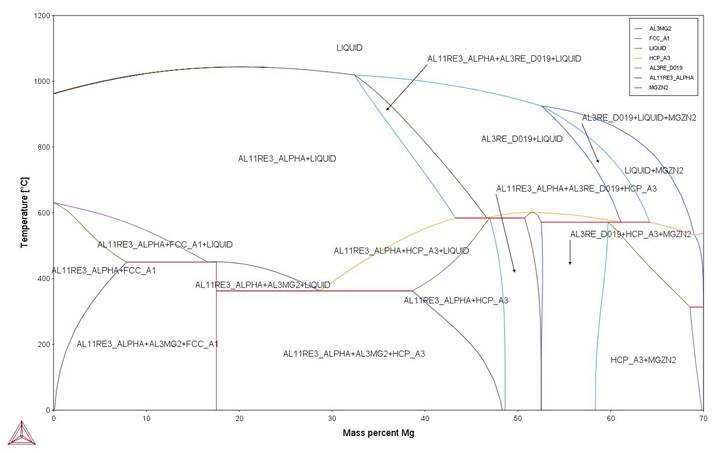 1200
1000
800
600
400
200
0
Temperature [°C]
0
10
20
30
40
50
60
70
Mass percent Mg
AL3MG2
FCC_A1
LIQUID
HCP_A3
AL3RE_D019
AL11RE3_ALPHA
MGZN2
LIQUID
AL11RE3_ALPHA+AL3RE_D019+LIQUID
AL3RE_D019+LIQUID+MGZN2
AL3RE_D019+LIQUID
AL11RE3_ALPHA+LIQUID
LIQUID+MGZN2
AL11RE3_ALPHA+AL3RE_D019+HCP_A3
AL3RE_D019+HCP_A3+MGZN2
AL11RE3_ALPHA+FCC_A1+LIQUID
AL11RE3_ALPHA+HCP_A3+LIQUID
AL11RE3_ALPHA+FCC_A1
AL11RE3_ALPHA+AL3MG2+LIQUID
AL11RE3_ALPHA+HCP_A3
AL11RE3_ALPHA+AL3MG2+FCC_A1
AL11RE3_ALPHA+AL3MG2+HCP_A3
HCP_A3+MGZN2